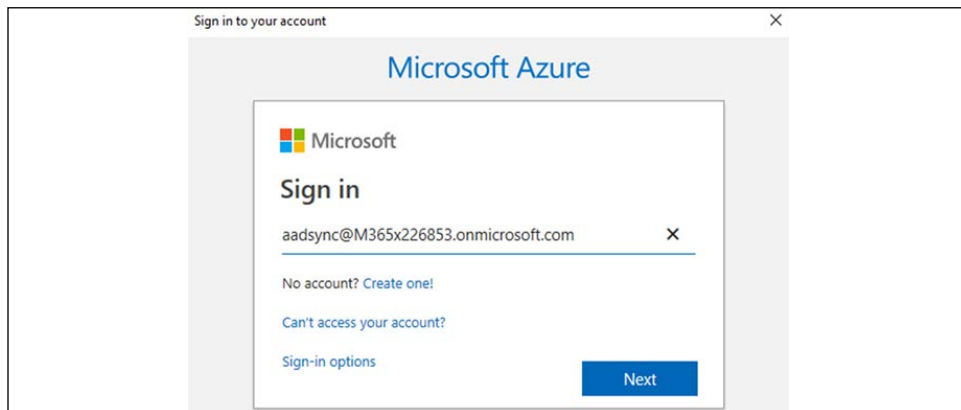 Sign in to your account
Microsoft Azure
Microsoft
Sign in
aadsync@M365x226853.onmicrosoft.com
No account? Create one!
Can't access your account?
Sign-in options
Next